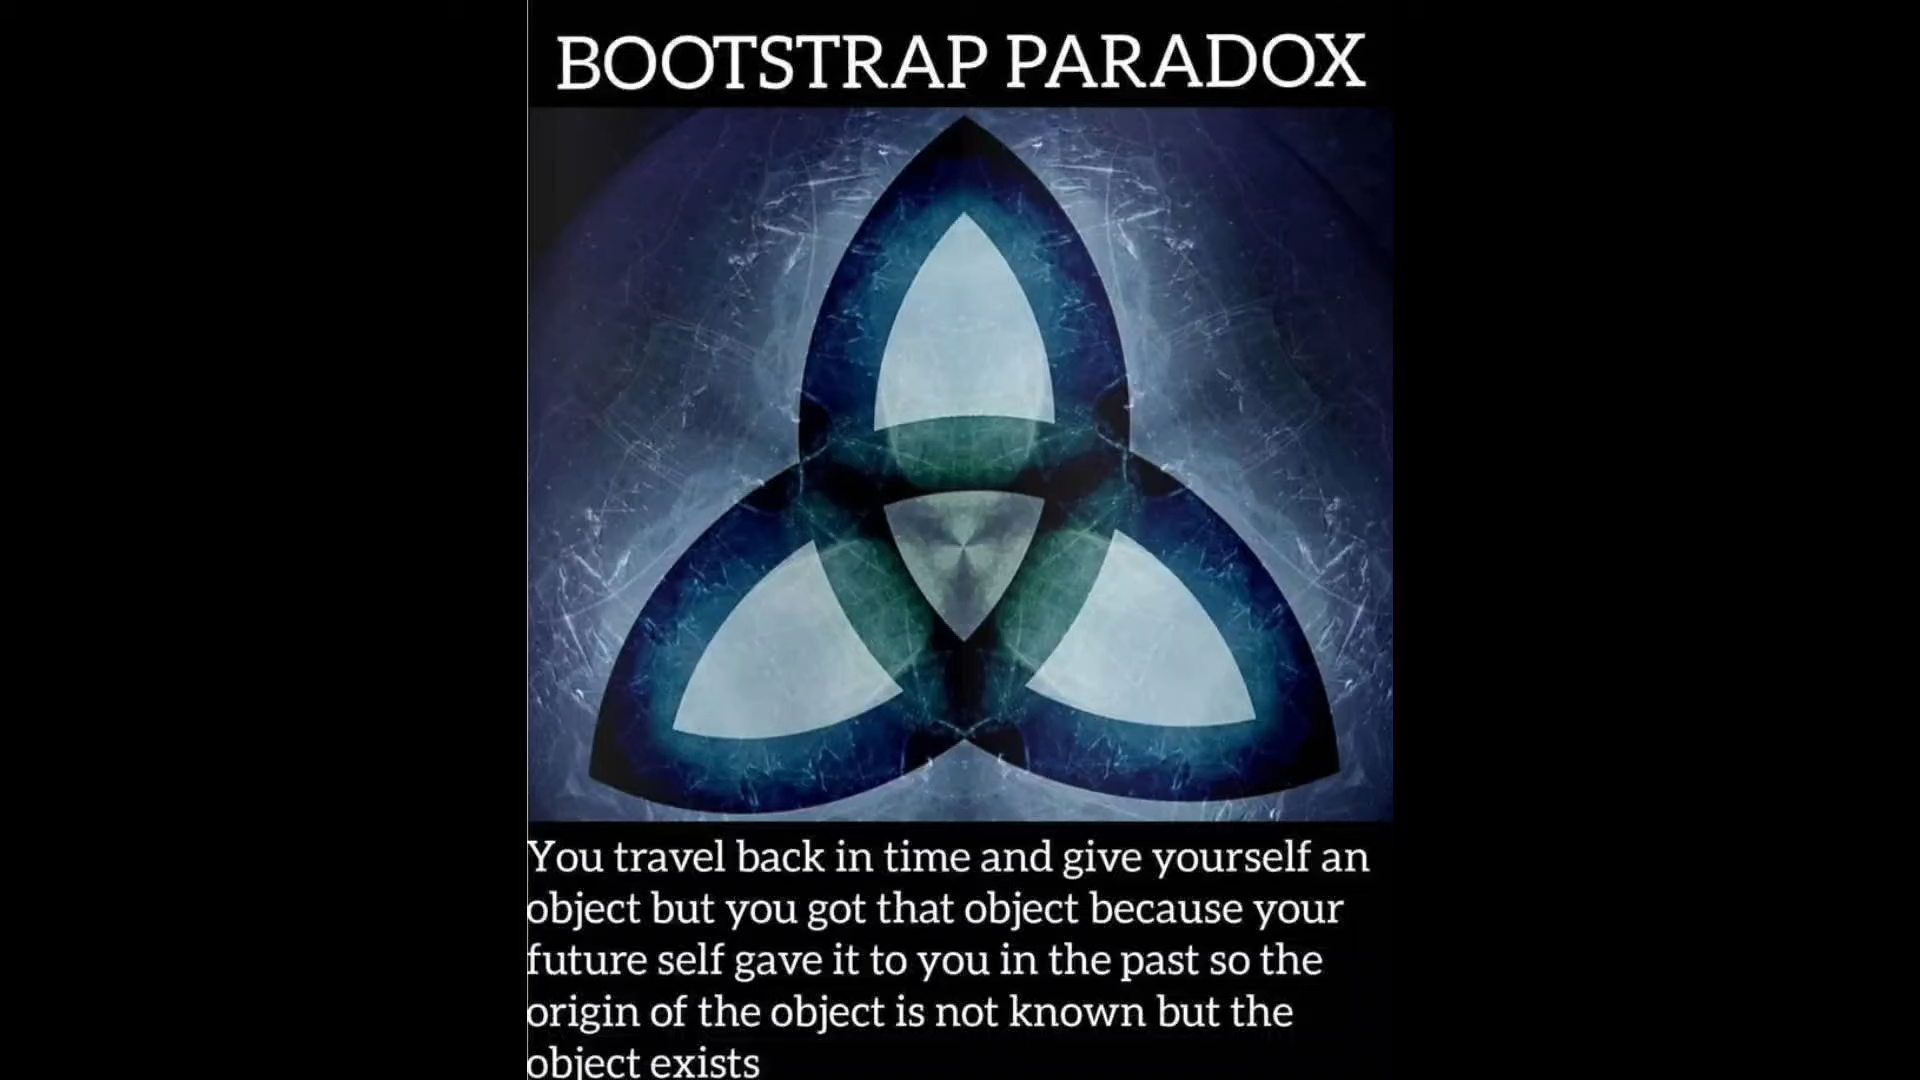 BOOTSTRAP PARADOX
You travel back in time and give yourself an
object but you got that object because your
future self gave it to you in the past so the
origin of the object is not known but the
object exists